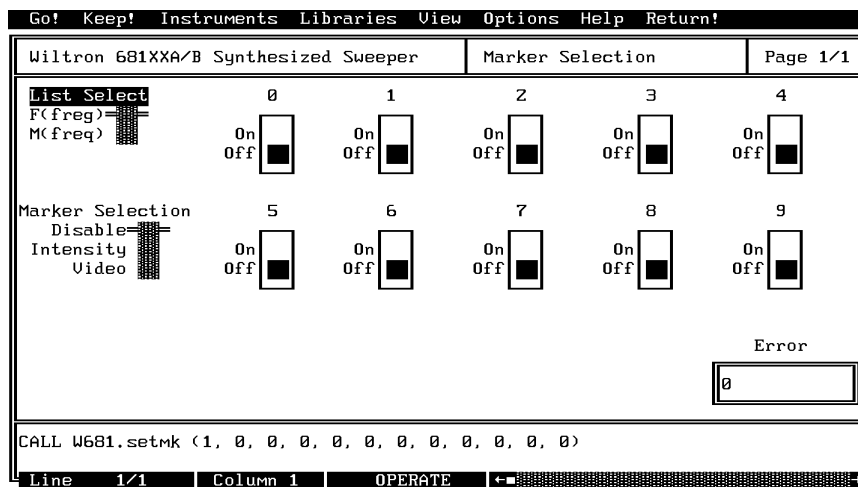 Go! Keep! Instruments Libraries View Options Help Return!
Wiltron 681XXA/B Synthesized Sweeper Marker Selection Page 1/1
List Select 0 1 2 3 4
F(freg)
M(freq) On On On On On
Off Off Off Off Off
Marker Selection 5 6 7 8 9
Disable
Intensity On On On On On
Video Off Off Off Off Off
Error
0
CALL W681.setmk (1, 0, 0, 0, 0, 0, 0, 0, 0, 0, 0, 0)
Line 1/1 Column 1 OPERATE